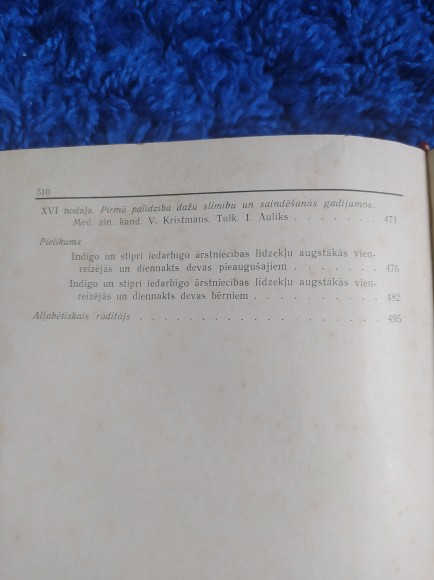 510
XVI nodaļa. Pirmā palīdzība dažu slimību un saindēšanās gadījumos.
Med. zin. kand. V. Kristmans. Tulk. I. Auliks . . . . . . . 471
Pielikums
Indīgo un stipri iedarbīgo ārstniecības līdzekļu augstākās vien-
reizējās un diennakts devas pieaugušajiem . . . . . . . 476
Indīgo un stipri iedarbīgo ārstniecības līdzekļu augstākās vien-
reizējās un diennakts devas bērniem . . . . . . . . . . 482
Alfabētiskais rādītājs . . . . . . . . . . . . . . . . . 495